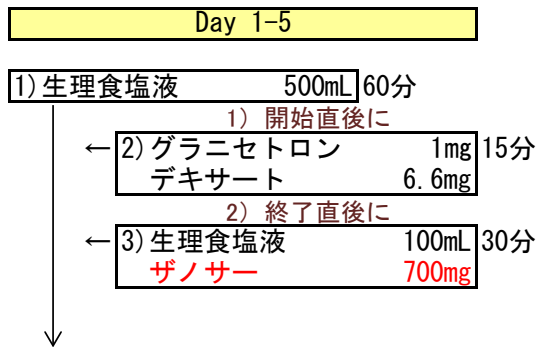 Day 1-5
1)生理食塩液 500mL 60分
1) 開始直後に
← 2)グラニセトロン 1mg 15分
デキサート 6.6mg
2) 終了直後に
← 3)生理食塩液 100mL 30分
ザノサー 700mg